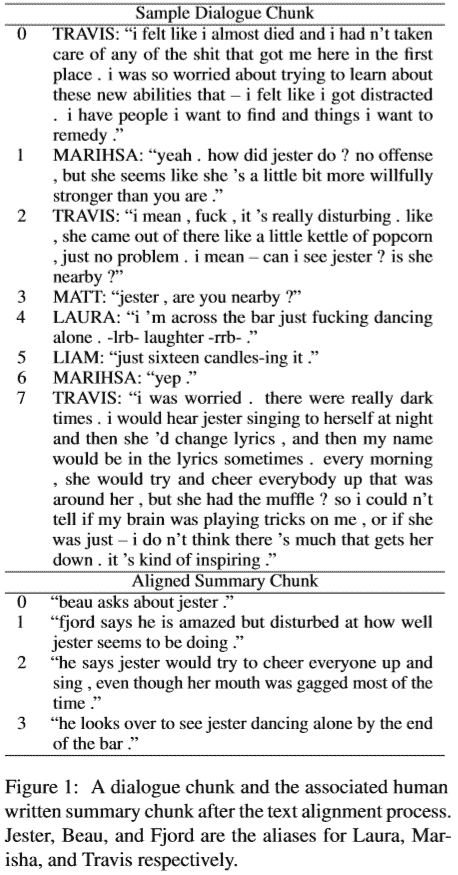 Sample Dialogue Chunk
0 TRAVIS: “i felt like i almost died and i had n’t taken
care of any of the shit that got me here in the first
place . i was so worried about trying to learn about
these new abilities that – i felt like i got distracted
. i have people i want to find and things i want to
remedy .”
1 MARIHSA: “yeah . how did jester do ? no offense
, but she seems like she ’s a little bit more willfully
stronger than you are .”
2 TRAVIS: “i mean , fuck , it ’s really disturbing . like
, she came out of there like a little kettle of popcorn
, just no problem . i mean – can i see jester ? is she
nearby ?”
3 MATT: “jester , are you nearby ?”
4 LAURA: “i ’m across the bar just fucking dancing
alone . -lrb- laughter -rrb- .”
5 LIAM: “just sixteen candles-ing it .”
6 MARIHSA: “yep .”
7 TRAVIS: “i was worried . there were really dark
times . i would hear jester singing to herself at night
and then she ’d change lyrics , and then my name
would be in the lyrics sometimes . every morning
, she would try and cheer everybody up that was
around her , but she had the muffle ? so i could n’t
tell if my brain was playing tricks on me , or if she
was just – i do n’t think there ’s much that gets her
down . it ’s kind of inspiring .”
Aligned Summary Chunk
0 “beau asks about jester .”
1 “fjord says he is amazed but disturbed at how well
jester seems to be doing .”
2 “he says jester would try to cheer everyone up and
sing , even though her mouth was gagged most of the
time .”
3 “he looks over to see jester dancing alone by the end
of the bar .”
Figure 1: A dialogue chunk and the associated human
written summary chunk after the text alignment process.
Jester, Beau, and Fjord are the aliases for Laura, Mar-
isha, and Travis respectively.